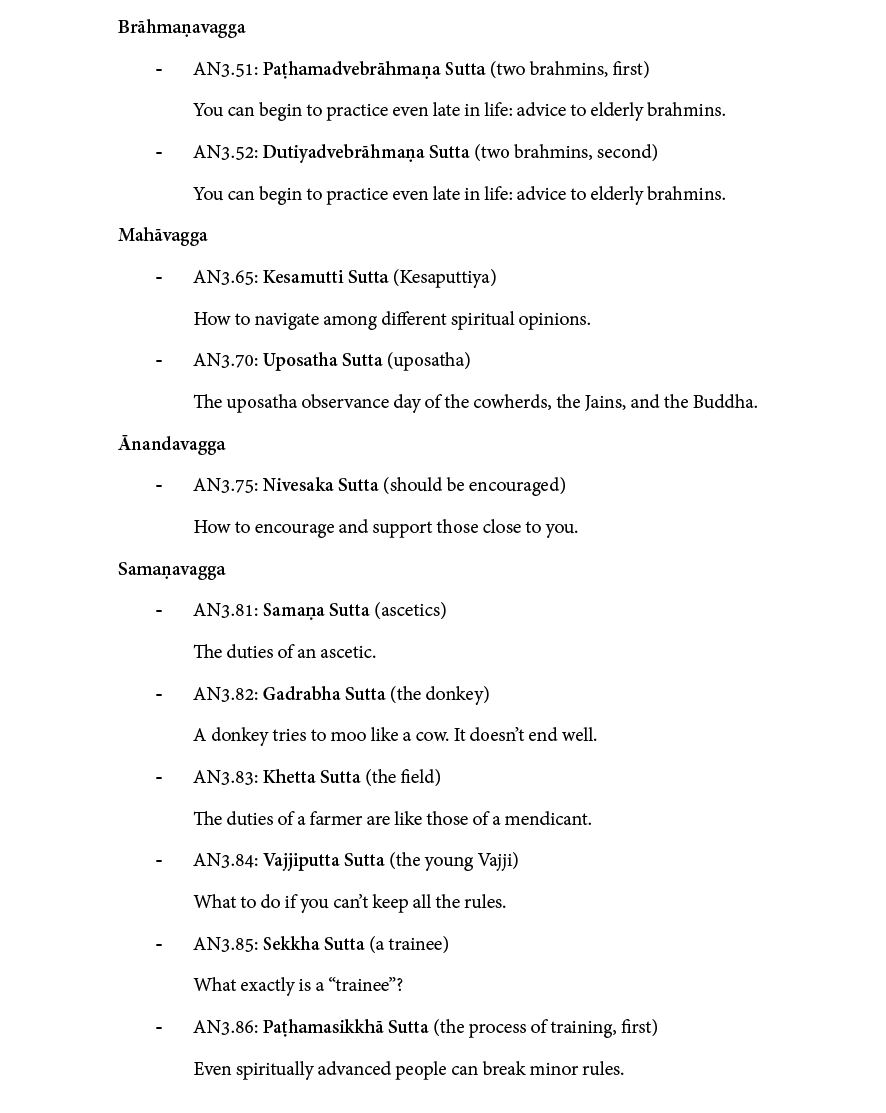 Brāhmaṇavagga
- AN3.51: Paṭhamadvebrāhmaṇa Sutta (two brahmins, first)
You can begin to practice even late in life: advice to elderly brahmins.
- AN3.52: Dutiyadvebrāhmaṇa Sutta (two brahmins, second)
You can begin to practice even late in life: advice to elderly brahmins.
Mahāvagga
- AN3.65: Kesamutti Sutta (Kesaputtiya)
How to navigate among different spiritual opinions.
- AN3.70: Uposatha Sutta (uposatha)
The uposatha observance day of the cowherds, the Jains, and the Buddha.
Ānandavagga
- AN3.75: Nivesaka Sutta (should be encouraged)
How to encourage and support those close to you.
Samaṇavagga
- AN3.81: Samaṇa Sutta (ascetics)
The duties of an ascetic.
- AN3.82: Gadrabha Sutta (the donkey)
A donkey tries to moo like a cow. It doesn’t end well.
- AN3.83: Khetta Sutta (the field)
The duties of a farmer are like those of a mendicant.
- AN3.84: Vajjiputta Sutta (the young Vajji)
What to do if you can’t keep all the rules.
- AN3.85: Sekkha Sutta (a trainee)
What exactly is a “trainee”?
- AN3.86: Paṭhamasikkhā Sutta (the process of training, first)
Even spiritually advanced people can break minor rules.